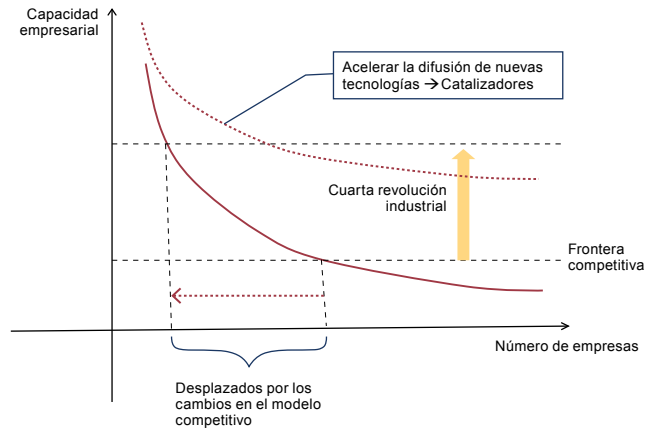 Capacidad
empresarial
Acelerar la difusión de nuevas
tecnologías → Catalizadores
Cuarta revolución
industrial
Frontera
competitiva
Número de empresas
Desplazados por los
cambios en el modelo
competitivo